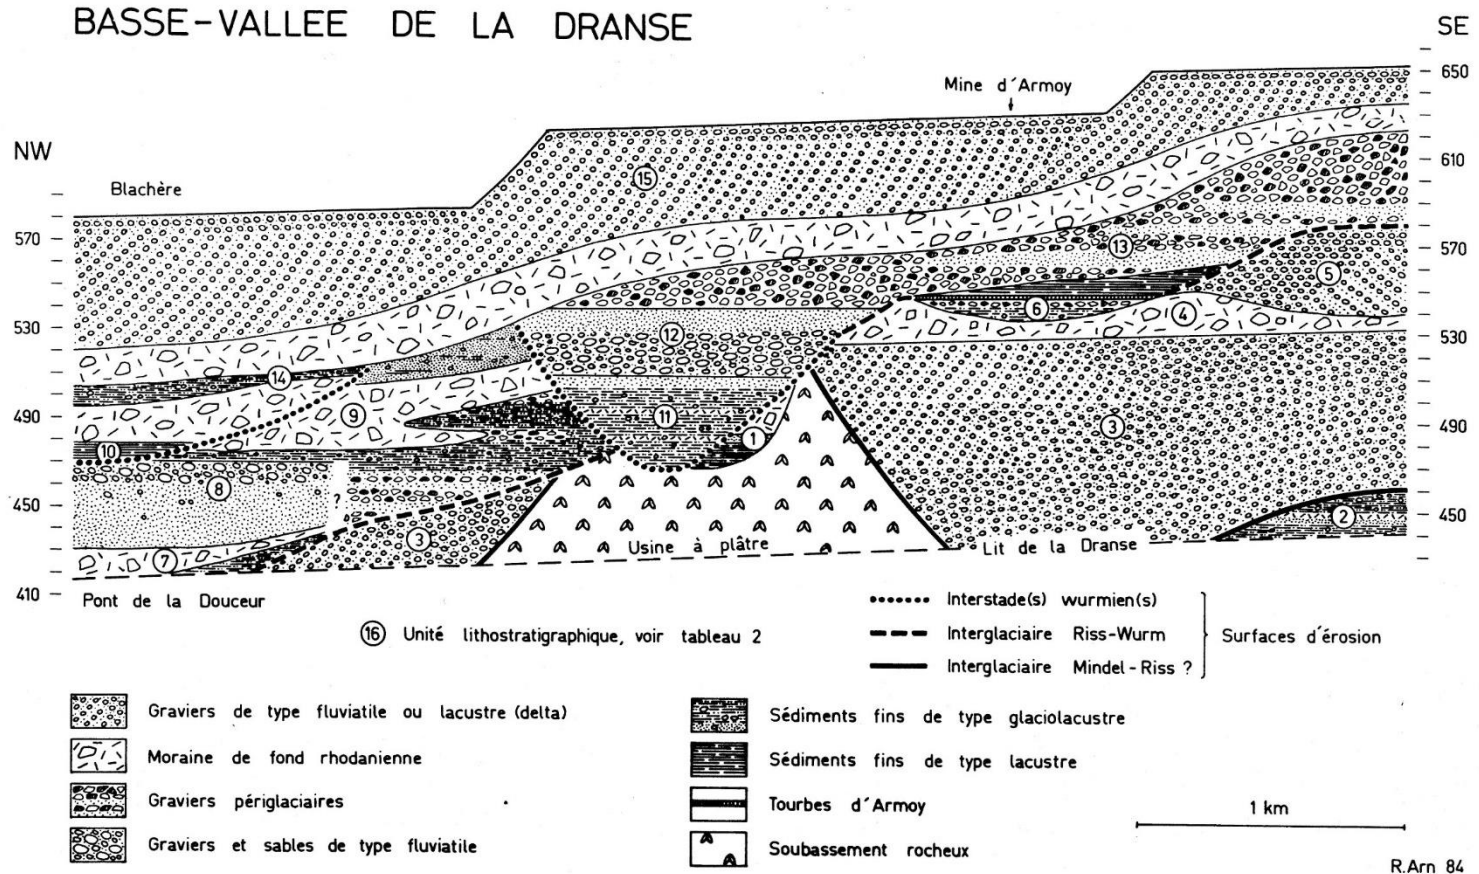 BASSE-VALLEE DE LA DRANSE
SE
650
Mine d'Armoy
NW
610
Blachère
15
570
13
570
5
6
4
530
12
530
14
9
11
490
1
3
490
10
8
?
450
3
2
450
7
Usine à plâtre
Lit de la Dranse
410
Pont de la Douceur
16 Unité lithostratigraphique, voir tableau 2
Interstade(s) wurmien(s)
Interglaciaire Riss-Wurm
Surfaces d'érosion
Interglaciaire Mindel-Riss ?
Graviers de type fluviatile ou lacustre (delta)
Moraine de fond rhodanienne
Graviers périglaciaires
Graviers et sables de type fluviatile
Sédiments fins de type glaciolacustre
Sédiments fins de type lacustre
Tourbes d'Armoy
Soubassement rocheux
1 km
R.Arn 84